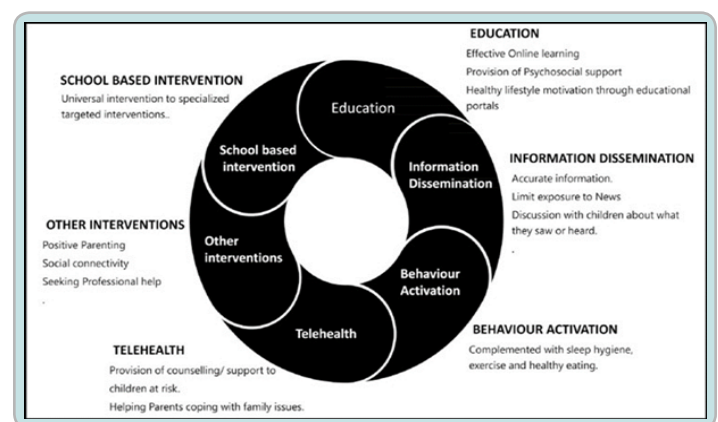 EDUCATION
Effective Online learning
Provision of Psychosocial support
Healthy lifestyle motivation through educational
portals
SCHOOL BASED INTERVENTION
Universal intervention to specialized
targeted interventions..
Education
School based
intervention
Information
Dissemination
INFORMATION DISSEMINATION
Accurate information.
Limit exposure to News
Discussion with children about what
they saw or heard.
.
OTHER INTERVENTIONS
Positive Parenting
Social connectivity
Seeking Professional help
.
Other
interventions
Behaviour
Activation
Telehealth
BEHAVIOUR ACTIVATION
Complemented with sleep hygiene,
exercise and healthy eating.
TELEHEALTH
Provision of counselling/ support to
children at risk.
Helping Parents coping with family issues.